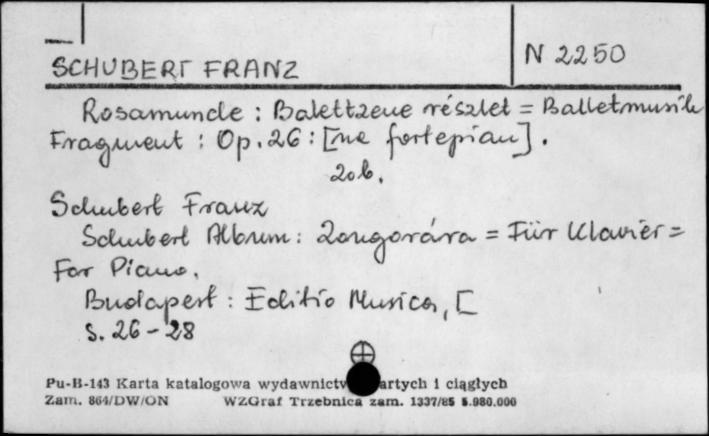 N 2250
SCHUBERT FRANZ
Rosamunde : Balettzene részlet = Balletmusik
Fragment : Op. 26 : [na fortepian].
zob.
Schubert Franz
Schubert Album : Zongorára = Für Klavier =
For Piano.
Budapest : Editio Musica, [
s. 26 - 28
Pu-B-143 Karta katalogowa wydawnictw artych i ciągłych
Zam. 864/DW/ON WZGraf Trzebnica zam. 1337/85 5.980.000